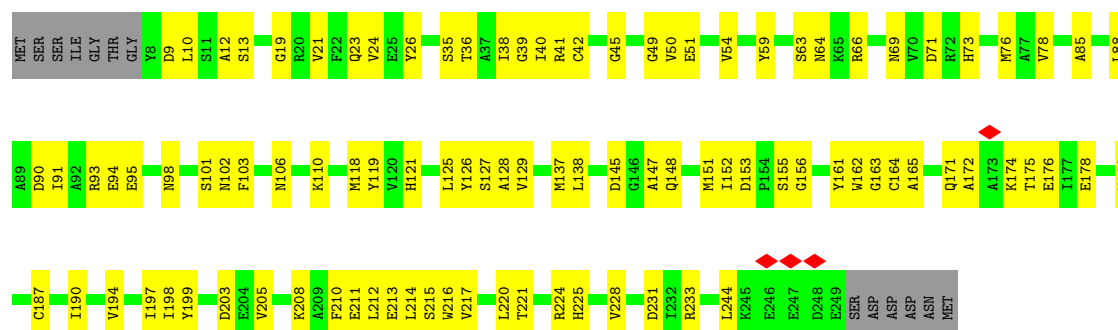 MET SER SER ILE GLY THR GLY Y8 D9 L10 S11 A12 S13 G19 R20 V21 F22 Q23 V24 E25 Y26 S35 T36 A37 I38 G39 I40 R41 C42 G45 G49 V50 E51 V54 Y59 S63 N64 K65 R66 N69 V70 D71 R72 H73 M76 A77 V78 A85
A89 D90 I91 A92 R93 E94 E95 N98 S101 N102 F103 N106 K110 M118 Y119 V120 H121 L125 Y126 S127 A128 V129 M137 L138 D145 G146 A147 Q148 M151 I152 D153 P154 S155 G156 Y161 W162 G163 C164 A165 Q171 A172 A173 K174 T175 E176 I177 E178
C187 I190 V194 I197 I198 Y199 D203 E204 V205 K208 A209 F210 E211 L212 E213 L214 S215 W216 V217 L220 T221 R224 H225 V228 D231 I232 R233 L244 K245 E246 E247 D248 E249 SER ASP ASP ASP ASN MET